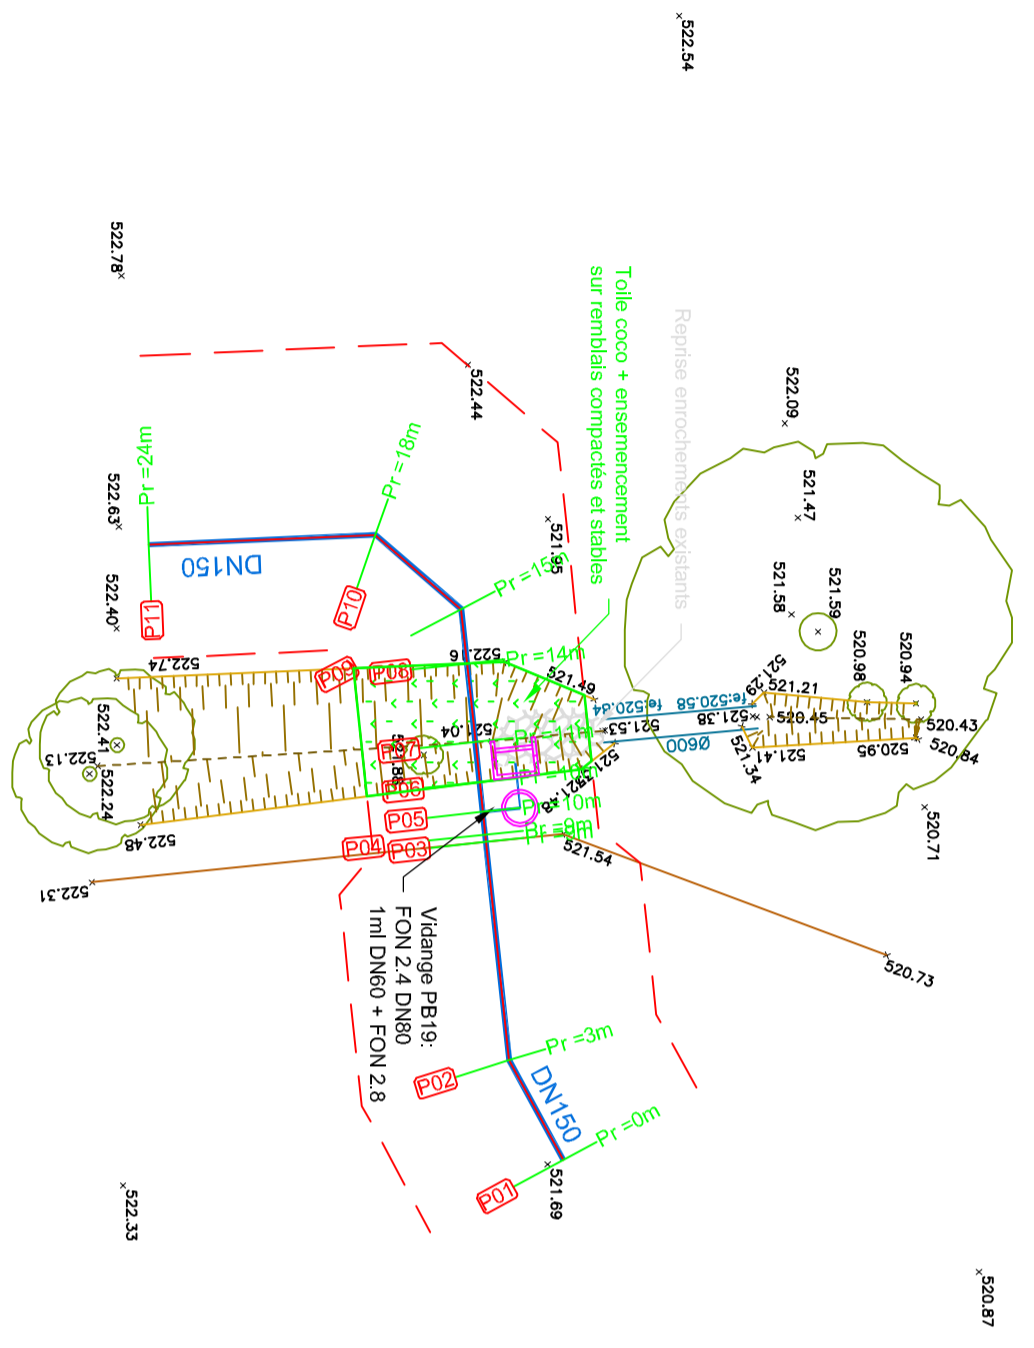 522.54
522.78
522.44
522.09
Toile coco + ensemencement
sur remblais compactés et stables
Reprise enrochements existants
Pr =24m
Pr =18m
522.63
521.47
521.95
Pr =15m
DN150
522.40
P11
P10
521.58
521.59
522.74
P09
P08
Pr =14m
521.49
521.29
521.21
520.98
520.94
fe:520.84
fe:520.58
521.38
520.45
520.43
520.84
520.95
521.41
521.34
Ø600
521.53
521.04
522.41
522.13
522.24
P07
P06
P05
Pr =10m
522.48
P04
P03
521.54
520.71
522.31
520.73
Vidange PB19:
FON 2.4 DN80
1ml DN60 + FON 2.8
Pr =3m
P02
DN150
Pr =0m
P01
521.69
522.33
520.87